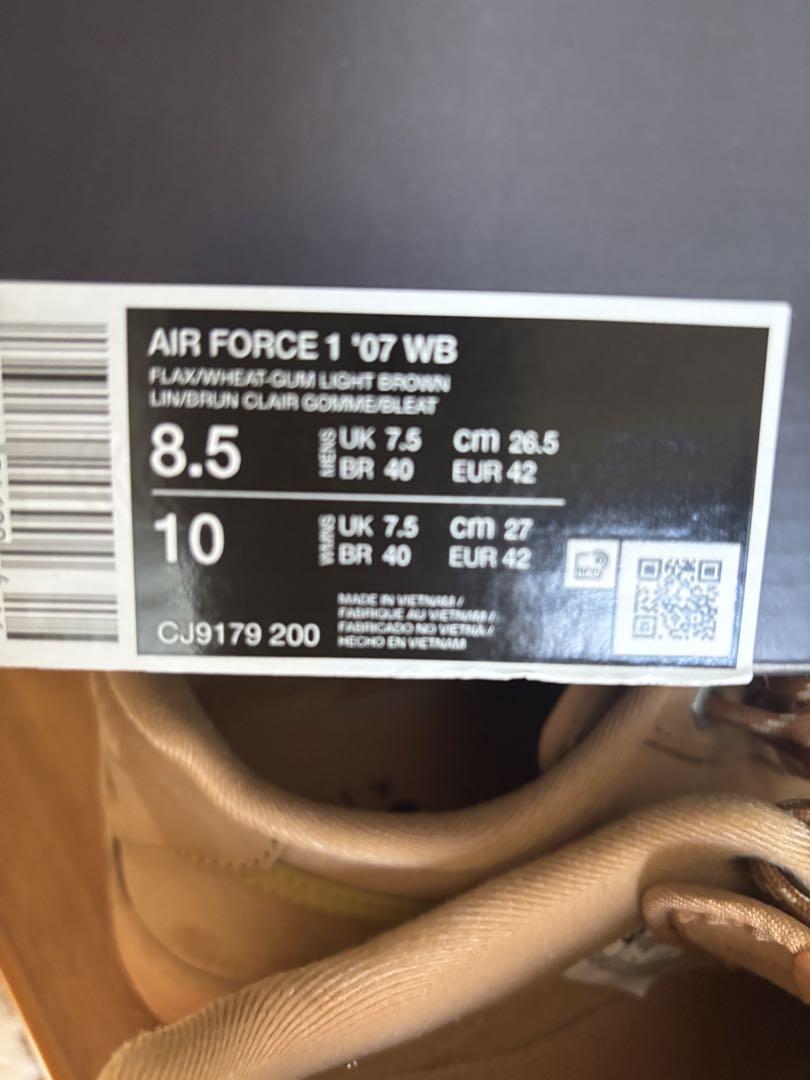 AIR FORCE 1 '07 WB
FLAX/WHEAT-GUM LIGHT BROWN
LIN/BRUN CLAIR GOMME/BLEAT
8.5 MENS UK 7.5 cm 26.5
BR 40 EUR 42
10 WMNS UK 7.5 cm 27
BR 40 EUR 42
MADE IN VIETNAM /
FABRIQUE AU VIETNAM /
FABRICADO NO VIETNA /
HECHO EN VIETNAM
CJ9179 200
RFID